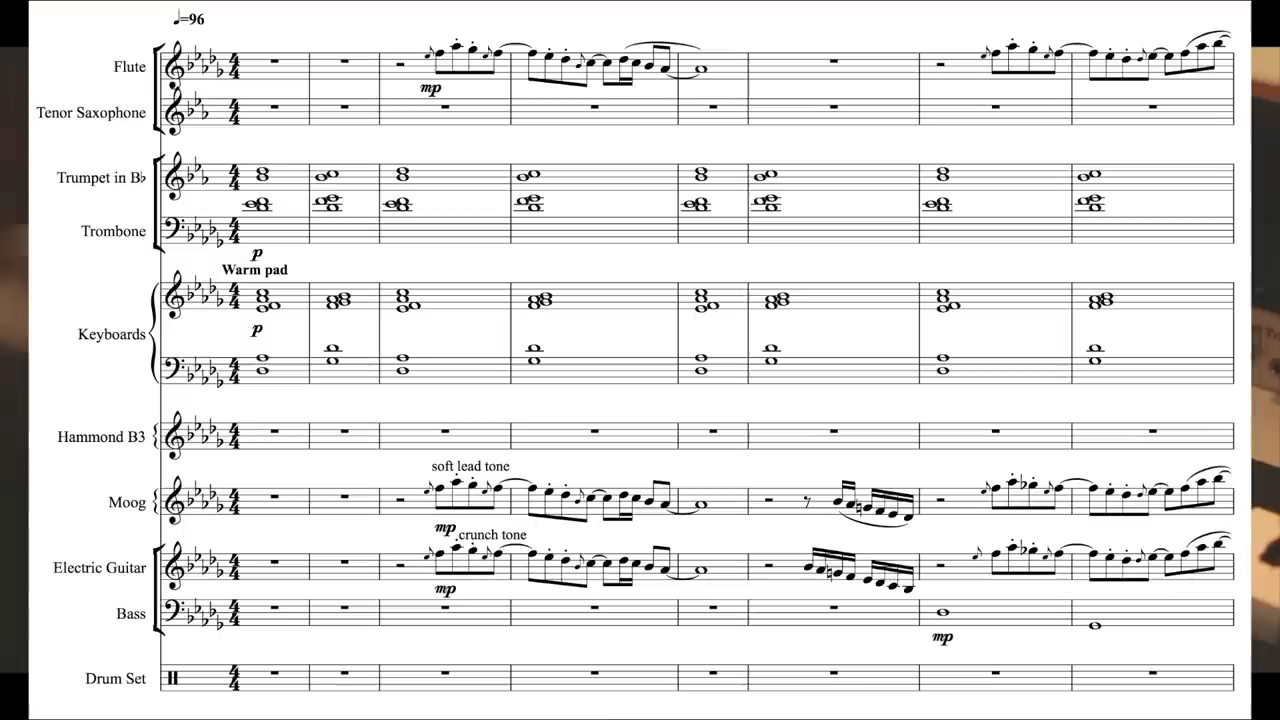 ♩=96
Flute
mp
Tenor Saxophone
Trumpet in B♭
Trombone
p
Warm pad
Keyboards
p
Hammond B3
soft lead tone
Moog
mp
crunch tone
Electric Guitar
mp
Bass
mp
Drum Set